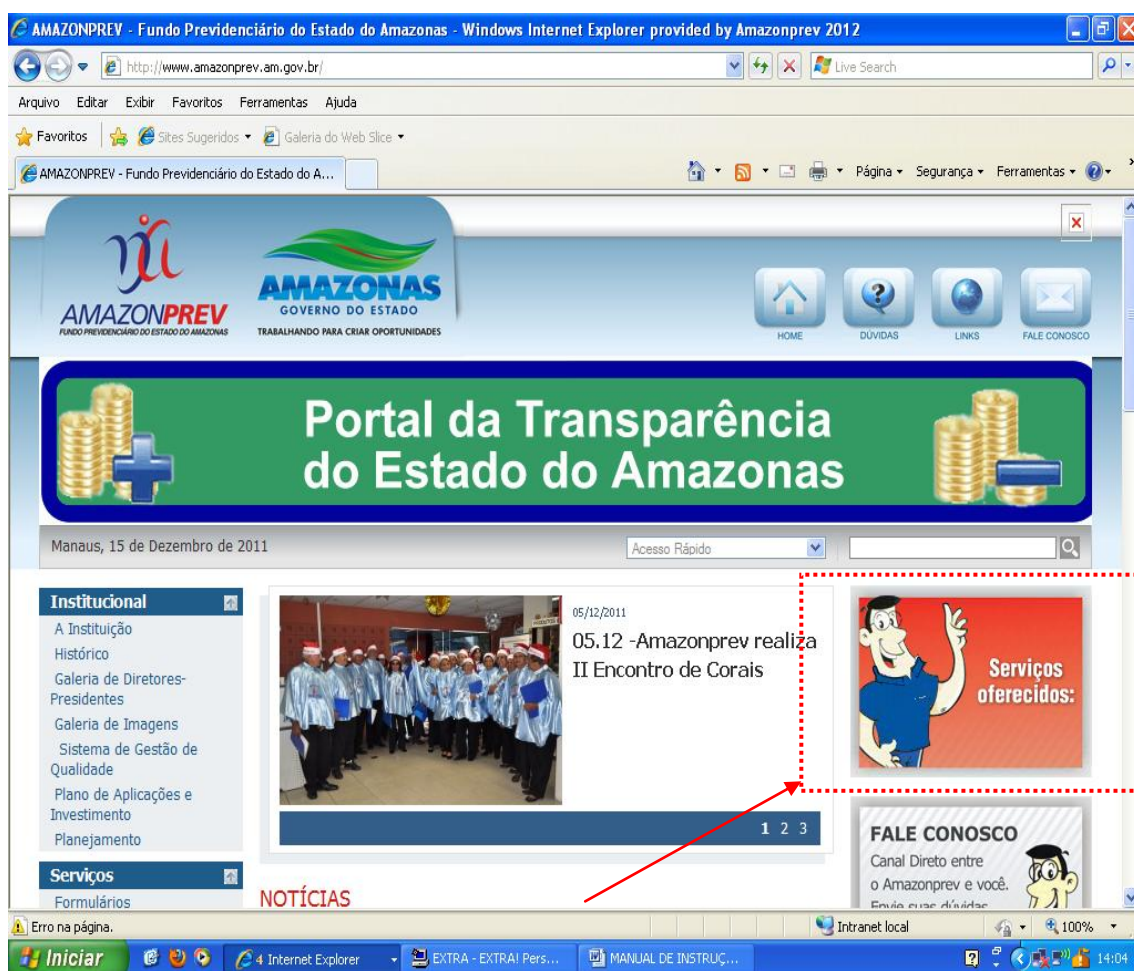 AMAZONPREV - Fundo Previdenciário do Estado do Amazonas - Windows Internet Explorer provided by Amazonprev 2012
http://www.amazonprev.am.gov.br/
Live Search
Arquivo Editar Exibir Favoritos Ferramentas Ajuda
Favoritos Sites Sugeridos Galeria do Web Slice
AMAZONPREV - Fundo Previdenciário do Estado do A...
Página Segurança Ferramentas
AMAZONPREV
FUNDO PREVIDENCIÁRIO DO ESTADO DO AMAZONAS
AMAZONAS
GOVERNO DO ESTADO
TRABALHANDO PARA CRIAR OPORTUNIDADES
HOME DÚVIDAS LINKS FALE CONOSCO
Portal da Transparência
do Estado do Amazonas
Manaus, 15 de Dezembro de 2011
Acesso Rápido
Institucional
A Instituição
Histórico
Galeria de Diretores-
Presidentes
Galeria de Imagens
Sistema de Gestão de
Qualidade
Plano de Aplicações e
Investimento
Planejamento
Serviços
Formulários
05/12/2011
05.12 -Amazonprev realiza
II Encontro de Corais
1 2 3
NOTÍCIAS
Serviços
oferecidos:
FALE CONOSCO
Canal Direto entre
o Amazonprev e você.
Envie suas dúvidas
Erro na página.
Intranet local
100%
Iniciar
4 Internet Explorer
EXTRA - EXTRA! Pers...
MANUAL DE INSTRUÇ...
14:04